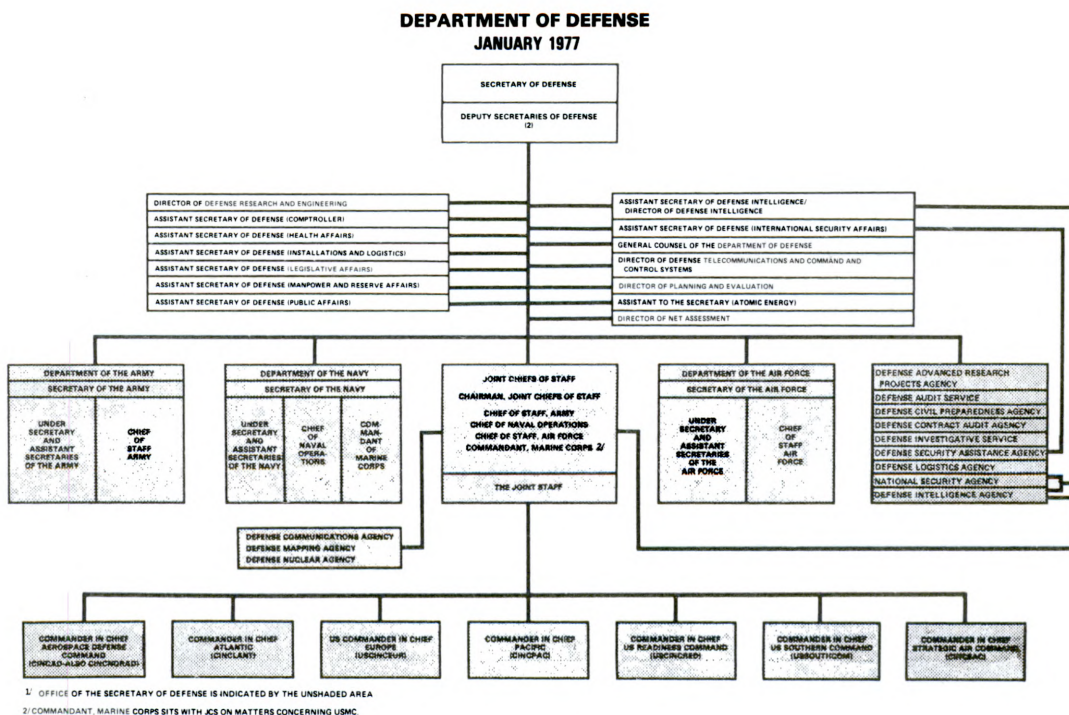 DEPARTMENT OF DEFENSE
JANUARY 1977
SECRETARY OF DEFENSE
DEPUTY SECRETARIES OF DEFENSE
(2)
DIRECTOR OF DEFENSE RESEARCH AND ENGINEERING
ASSISTANT SECRETARY OF DEFENSE (COMPTROLLER)
ASSISTANT SECRETARY OF DEFENSE (HEALTH AFFAIRS)
ASSISTANT SECRETARY OF DEFENSE (INSTALLATIONS AND LOGISTICS)
ASSISTANT SECRETARY OF DEFENSE (LEGISLATIVE AFFAIRS)
ASSISTANT SECRETARY OF DEFENSE (MANPOWER AND RESERVE AFFAIRS)
ASSISTANT SECRETARY OF DEFENSE (PUBLIC AFFAIRS)
ASSISTANT SECRETARY OF DEFENSE INTELLIGENCE/
DIRECTOR OF DEFENSE INTELLIGENCE
ASSISTANT SECRETARY OF DEFENSE (INTERNATIONAL SECURITY AFFAIRS)
GENERAL COUNSEL OF THE DEPARTMENT OF DEFENSE
DIRECTOR OF DEFENSE TELECOMMUNICATIONS AND COMMAND AND
CONTROL SYSTEMS
DIRECTOR OF PLANNING AND EVALUATION
ASSISTANT TO THE SECRETARY (ATOMIC ENERGY)
DIRECTOR OF NET ASSESSMENT
DEPARTMENT OF THE ARMY
SECRETARY OF THE ARMY
UNDER
SECRETARY
AND
ASSISTANT
SECRETARIES
OF THE ARMY
CHIEF
OF
STAFF
ARMY
DEPARTMENT OF THE NAVY
SECRETARY OF THE NAVY
UNDER
SECRETARY
AND
ASSISTANT
SECRETARIES
OF THE NAVY
CHIEF
OF
NAVAL
OPERA-
TIONS
COM-
MAN-
DANT
OF
MARINE
CORPS
JOINT CHIEFS OF STAFF
CHAIRMAN, JOINT CHIEFS OF STAFF
CHIEF OF STAFF, ARMY
CHIEF OF NAVAL OPERATIONS
CHIEF OF STAFF, AIR FORCE
COMMANDANT, MARINE CORPS 2/
THE JOINT STAFF
DEPARTMENT OF THE AIR FORCE
SECRETARY OF THE AIR FORCE
UNDER
SECRETARY
AND
ASSISTANT
SECRETARIES
OF THE
AIR FORCE
CHIEF
OF
STAFF
AIR
FORCE
DEFENSE ADVANCED RESEARCH
PROJECTS AGENCY
DEFENSE AUDIT SERVICE
DEFENSE CIVIL PREPAREDNESS AGENCY
DEFENSE CONTRACT AUDIT AGENCY
DEFENSE INVESTIGATIVE SERVICE
DEFENSE SECURITY ASSISTANCE AGENCY
DEFENSE LOGISTICS AGENCY
NATIONAL SECURITY AGENCY
DEFENSE INTELLIGENCE AGENCY
DEFENSE COMMUNICATIONS AGENCY
DEFENSE MAPPING AGENCY
DEFENSE NUCLEAR AGENCY
COMMANDER IN CHIEF
AEROSPACE DEFENSE
COMMAND
(CINCAD-ALSO CINCNORAD)
COMMANDER IN CHIEF
ATLANTIC
(CINCLANT)
US COMMANDER IN CHIEF
EUROPE
(USCINCEUR)
COMMANDER IN CHIEF
PACIFIC
(CINCPAC)
COMMANDER IN CHIEF
US READINESS COMMAND
(USCINCRED)
COMMANDER IN CHIEF
US SOUTHERN COMMAND
(USSOUTHCOM)
COMMANDER IN CHIEF
STRATEGIC AIR COMMAND
1/ OFFICE OF THE SECRETARY OF DEFENSE IS INDICATED BY THE UNSHADED AREA
2/ COMMANDANT, MARINE CORPS SITS WITH JCS ON MATTERS CONCERNING USMC.